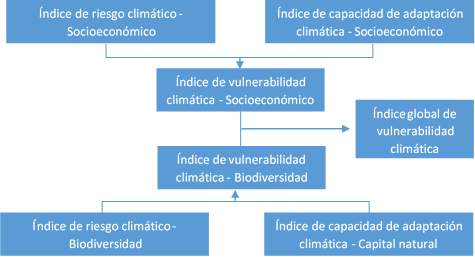 Índice de riesgo climático -
Socioeconómico
Índice de capacidad de adaptación
climática - Socioeconómico
Índice de vulnerabilidad
climática - Socioeconómico
Índice global de
vulnerabilidad
climática
Índice de vulnerabilidad
climática - Biodiversidad
Índice de riesgo climático -
Biodiversidad
Índice de capacidad de adaptación
climática - Capital natural